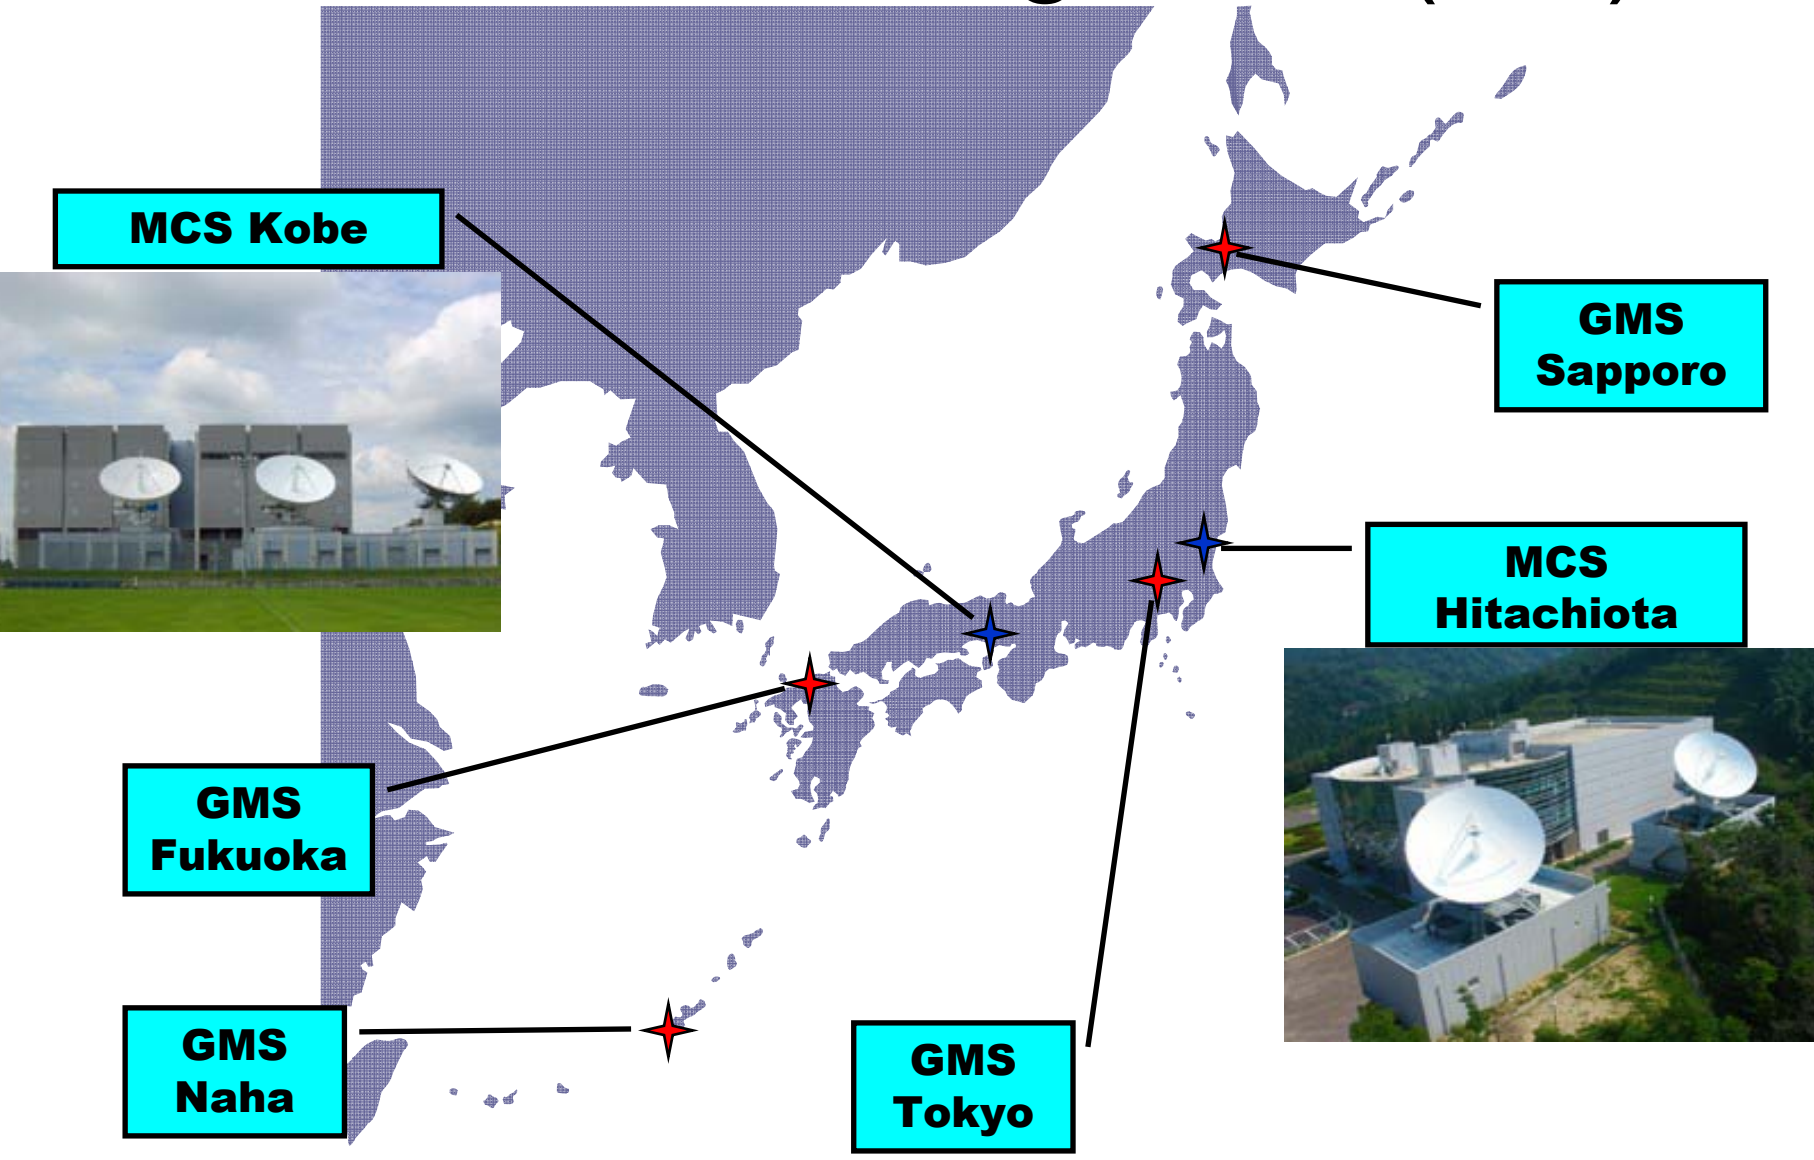 MCS Kobe
GMS
Sapporo
MCS
Hitachiota
GMS
Fukuoka
GMS
Naha
GMS
Tokyo